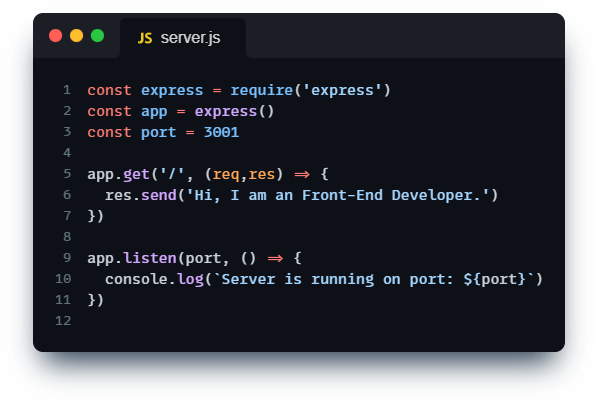 JS server.js
1 const express = require('express')
2 const app = express()
3 const port = 3001
4
5 app.get('/', (req,res) => {
6   res.send('Hi, I am an Front-End Developer.')
7 })
8
9 app.listen(port, () => {
10   console.log(`Server is running on port: ${port}`)
11 })
12